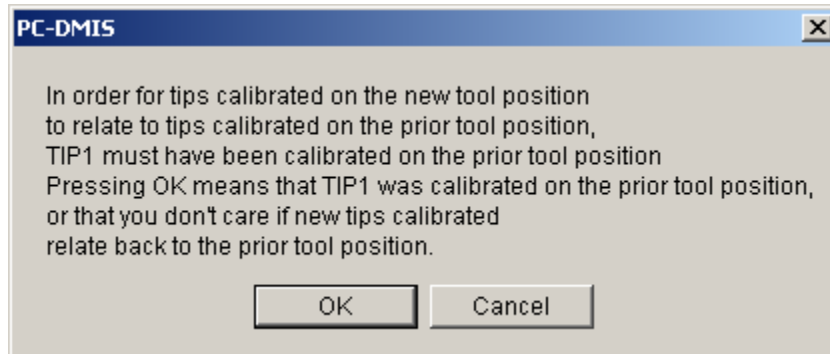 PC-DMIS
In order for tips calibrated on the new tool position
to relate to tips calibrated on the prior tool position,
TIP1 must have been calibrated on the prior tool position
Pressing OK means that TIP1 was calibrated on the prior tool position,
or that you don't care if new tips calibrated
relate back to the prior tool position.
OK
Cancel